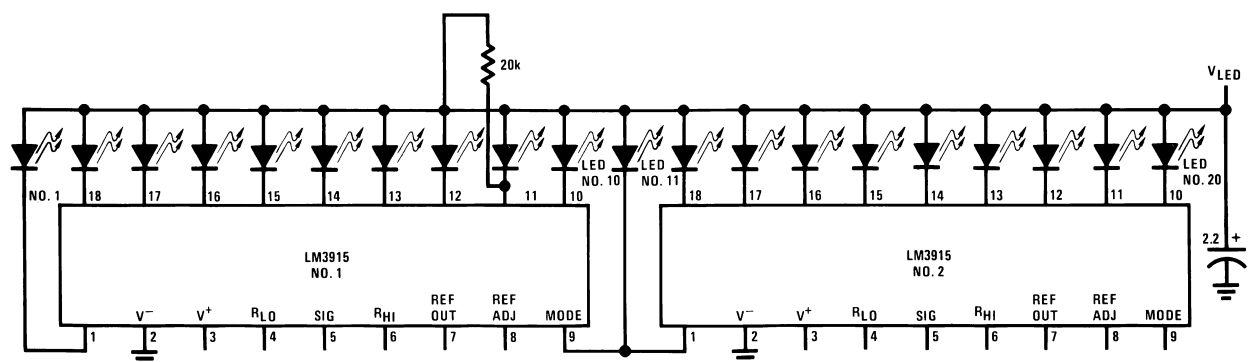 20k
V LED
NO. 1
LED NO. 10
LED NO. 11
LED NO. 20
18 17 16 15 14 13 12 11 10
18 17 16 15 14 13 12 11 10
2.2 +
LM3915
NO. 1
LM3915
NO. 2
V− V+ RLO SIG RHI REF OUT REF ADJ MODE
1 2 3 4 5 6 7 8 9
V− V+ RLO SIG RHI REF OUT REF ADJ MODE
1 2 3 4 5 6 7 8 9